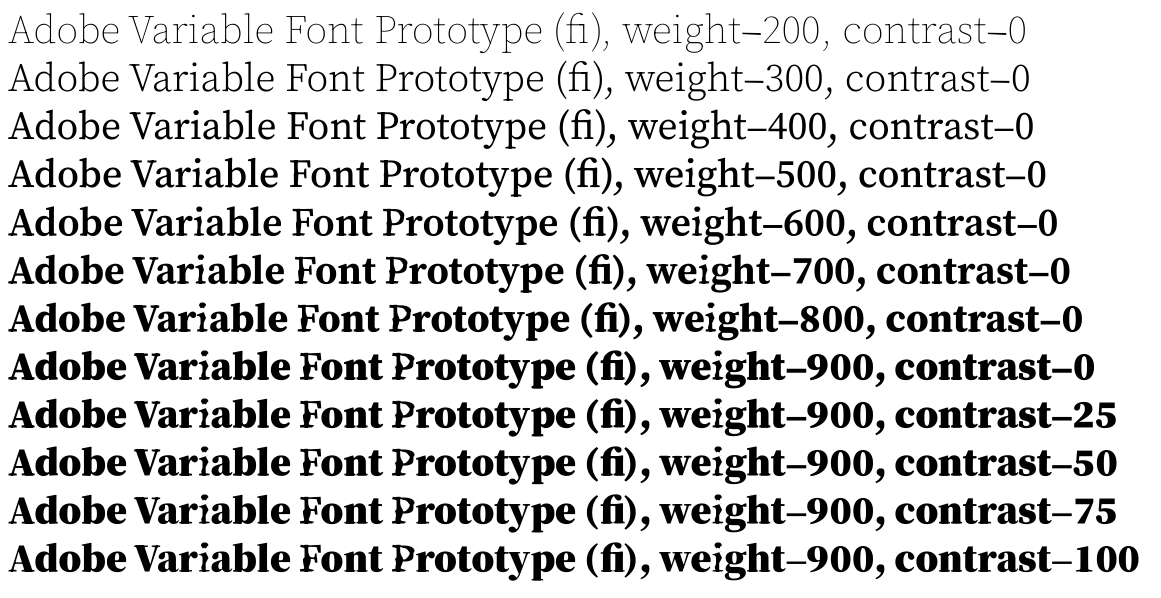 Adobe Variable Font Prototype (fi), weight–200, contrast–0
Adobe Variable Font Prototype (fi), weight–300, contrast–0
Adobe Variable Font Prototype (fi), weight–400, contrast–0
Adobe Variable Font Prototype (fi), weight–500, contrast–0
Adobe Variable Font Prototype (fi), weight–600, contrast–0
Adobe Variable Font Prototype (fi), weight–700, contrast–0
Adobe Variable Font Prototype (fi), weight–800, contrast–0
Adobe Variable Font Prototype (fi), weight–900, contrast–0
Adobe Variable Font Prototype (fi), weight–900, contrast–25
Adobe Variable Font Prototype (fi), weight–900, contrast–50
Adobe Variable Font Prototype (fi), weight–900, contrast–75
Adobe Variable Font Prototype (fi), weight–900, contrast–100